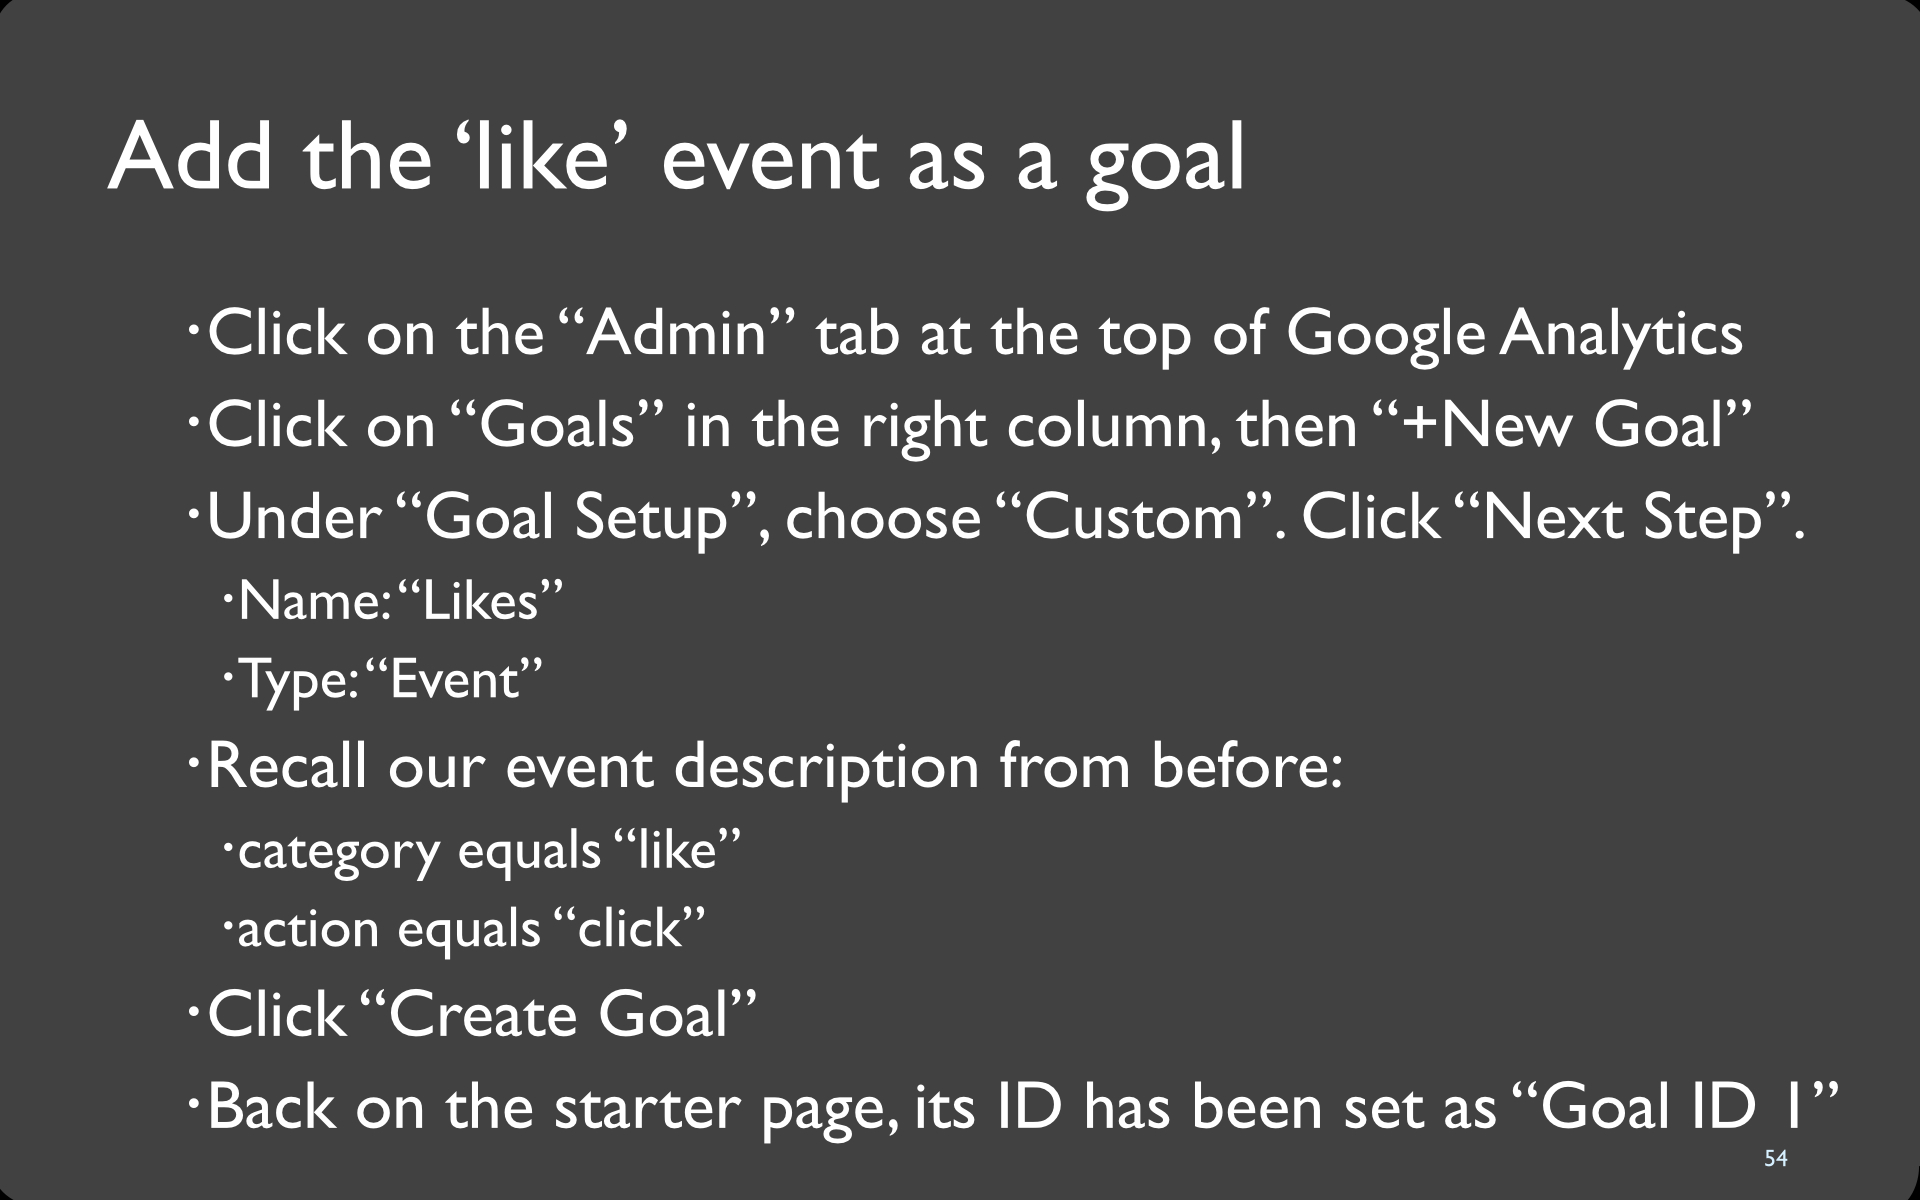 Add the ‘like’ event as a goal
·Click on the “Admin” tab at the top of Google Analytics
·Click on “Goals” in the right column, then “+New Goal”
·Under “Goal Setup”, choose “Custom”. Click “Next Step”.
·Name: “Likes”
·Type: “Event”
·Recall our event description from before:
·category equals “like”
·action equals “click”
·Click “Create Goal”
·Back on the starter page, its ID has been set as “Goal ID 1”
54